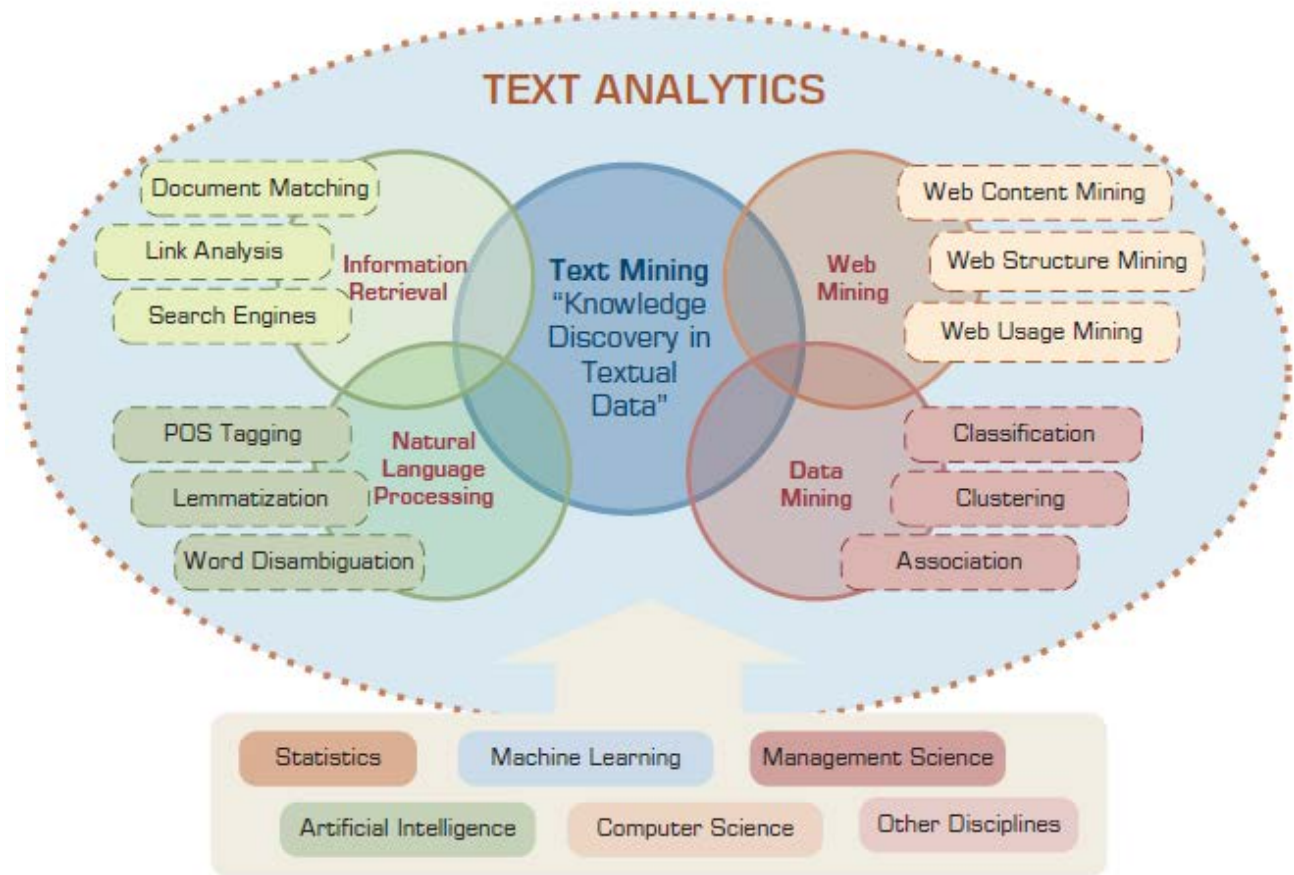 TEXT ANALYTICS
Document Matching
Link Analysis
Search Engines
Information
Retrieval
Text Mining
“Knowledge
Discovery in
Textual
Data”
Web
Mining
Web Content Mining
Web Structure Mining
Web Usage Mining
POS Tagging
Lemmatization
Word Disambiguation
Natural
Language
Processing
Data
Mining
Classification
Clustering
Association
Statistics
Machine Learning
Management Science
Artificial Intelligence
Computer Science
Other Disciplines